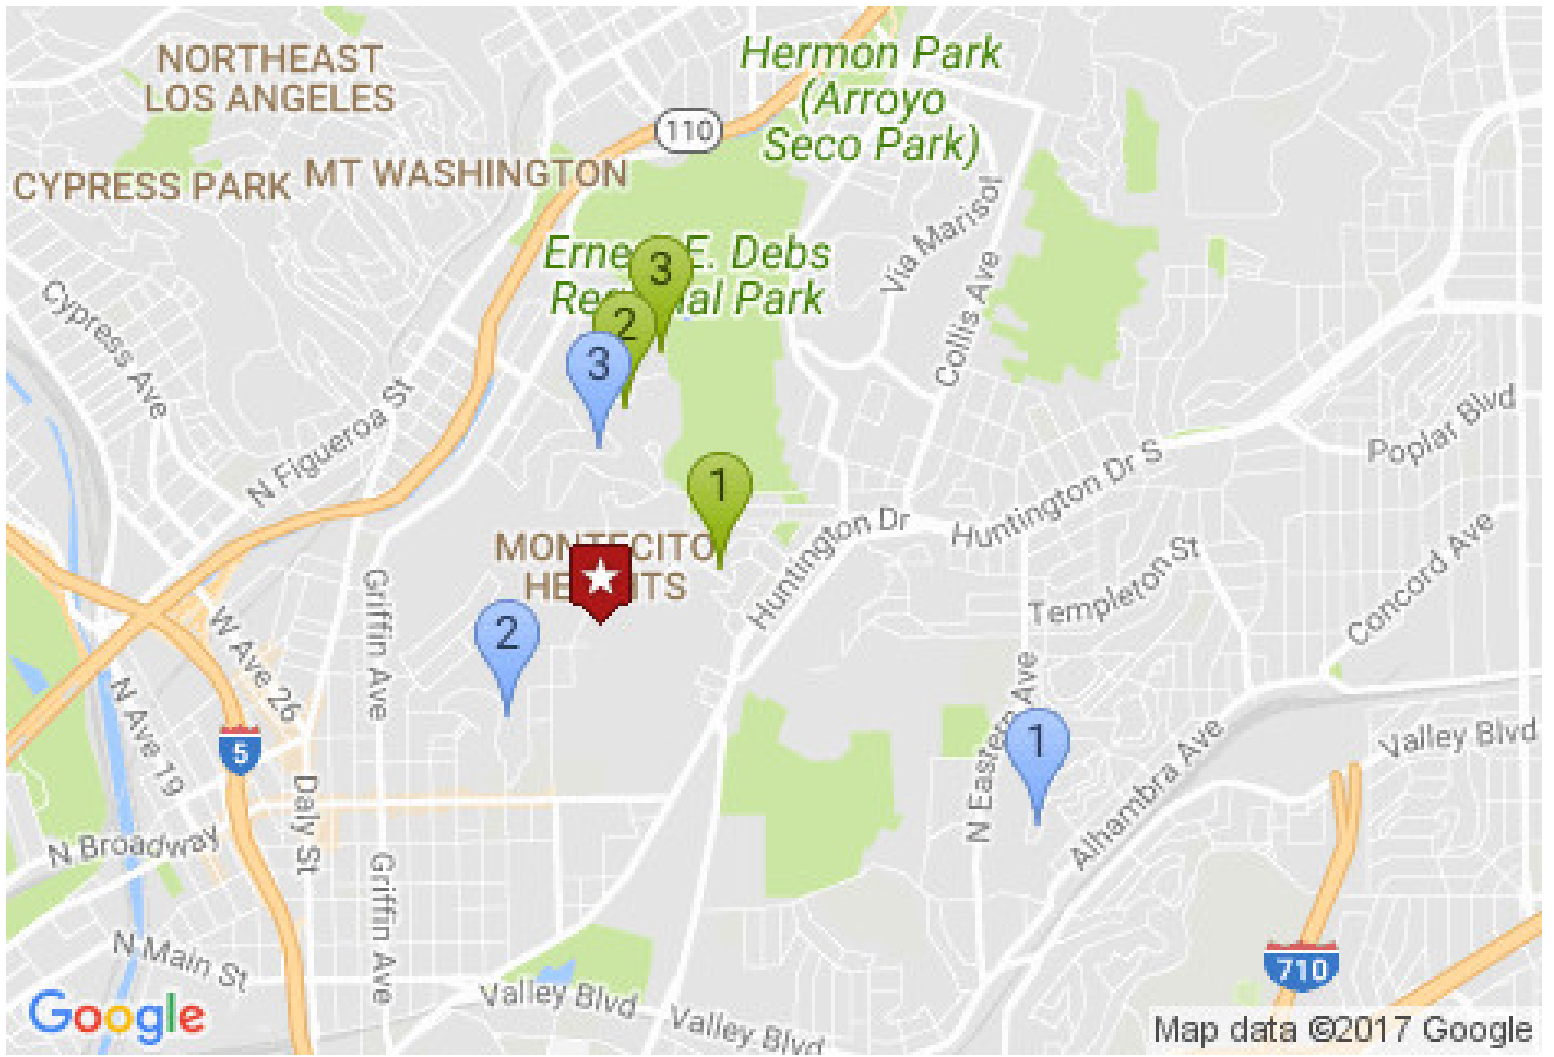 NORTHEAST
LOS ANGELES
Hermon Park
(Arroyo
Seco Park)
110
CYPRESS PARK
MT WASHINGTON
Via Marisol
Collis Ave
E. Debs
Park
3
2
3
Cypress Ave
N Figueroa St
Poplar Blvd
1
Huntington Dr
Huntington Dr S
MONTECITO
Templeton St
Concord Ave
Griffin Ave
W Ave 26
2
N Ave 19
5
N Eastern Ave
1
Alhambra Ave
Valley Blvd
Daly St
N Broadway
Griffin Ave
N Main St
710
Valley Blvd
Valley Blvd
Google
Map data ©2017 Google